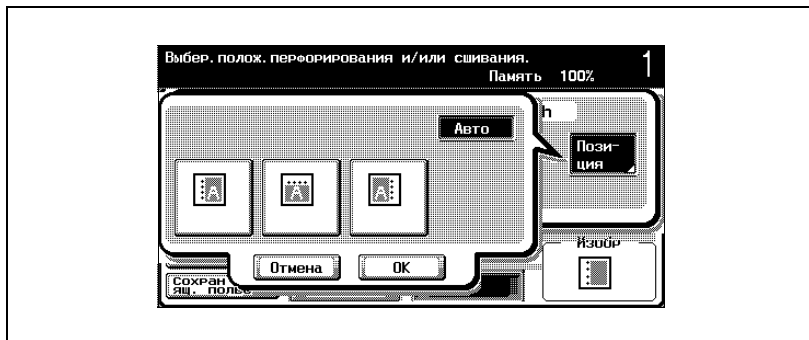 Выбер. полож. перфорирования и/или сшивания.
Память 100%
1
h
Авто
Пози-
ция
A
A
A
Изобр
Отмена
OK
Сохран
ящ. польз